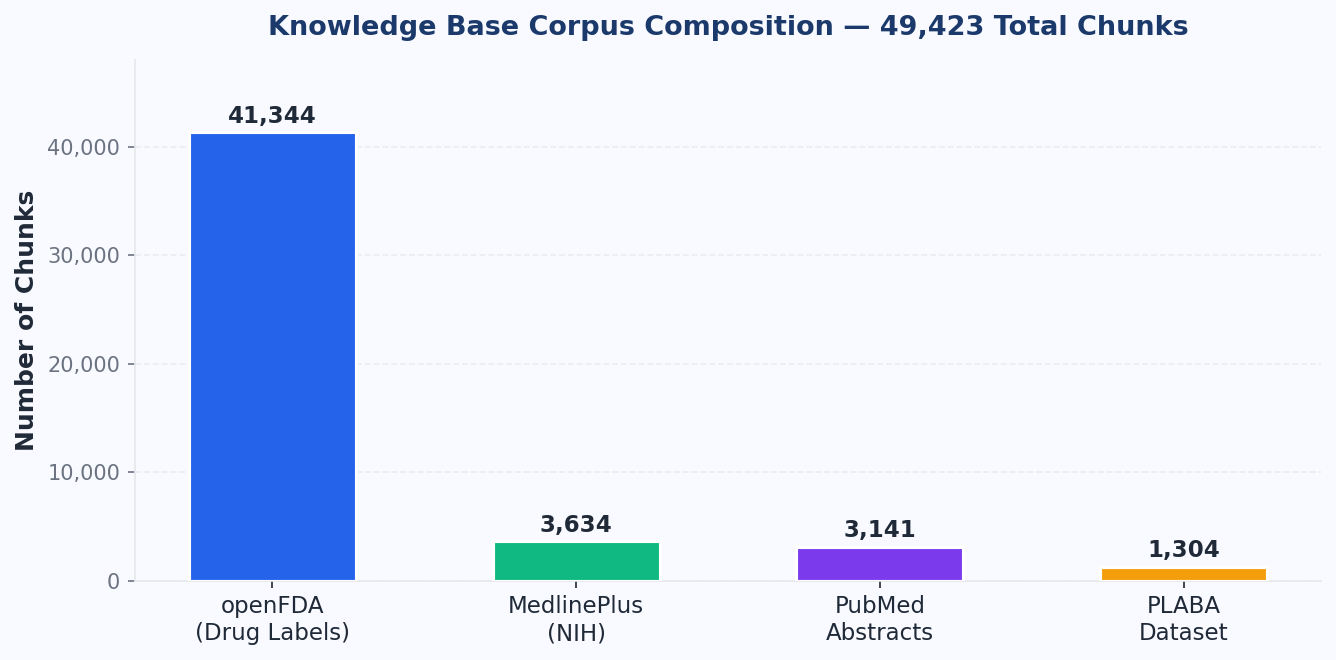 Knowledge Base Corpus Composition — 49,423 Total Chunks
Number of Chunks
40,000
30,000
20,000
10,000
0
41,344
3,634
3,141
1,304
openFDA
(Drug Labels)
MedlinePlus
(NIH)
PubMed
Abstracts
PLABA
Dataset